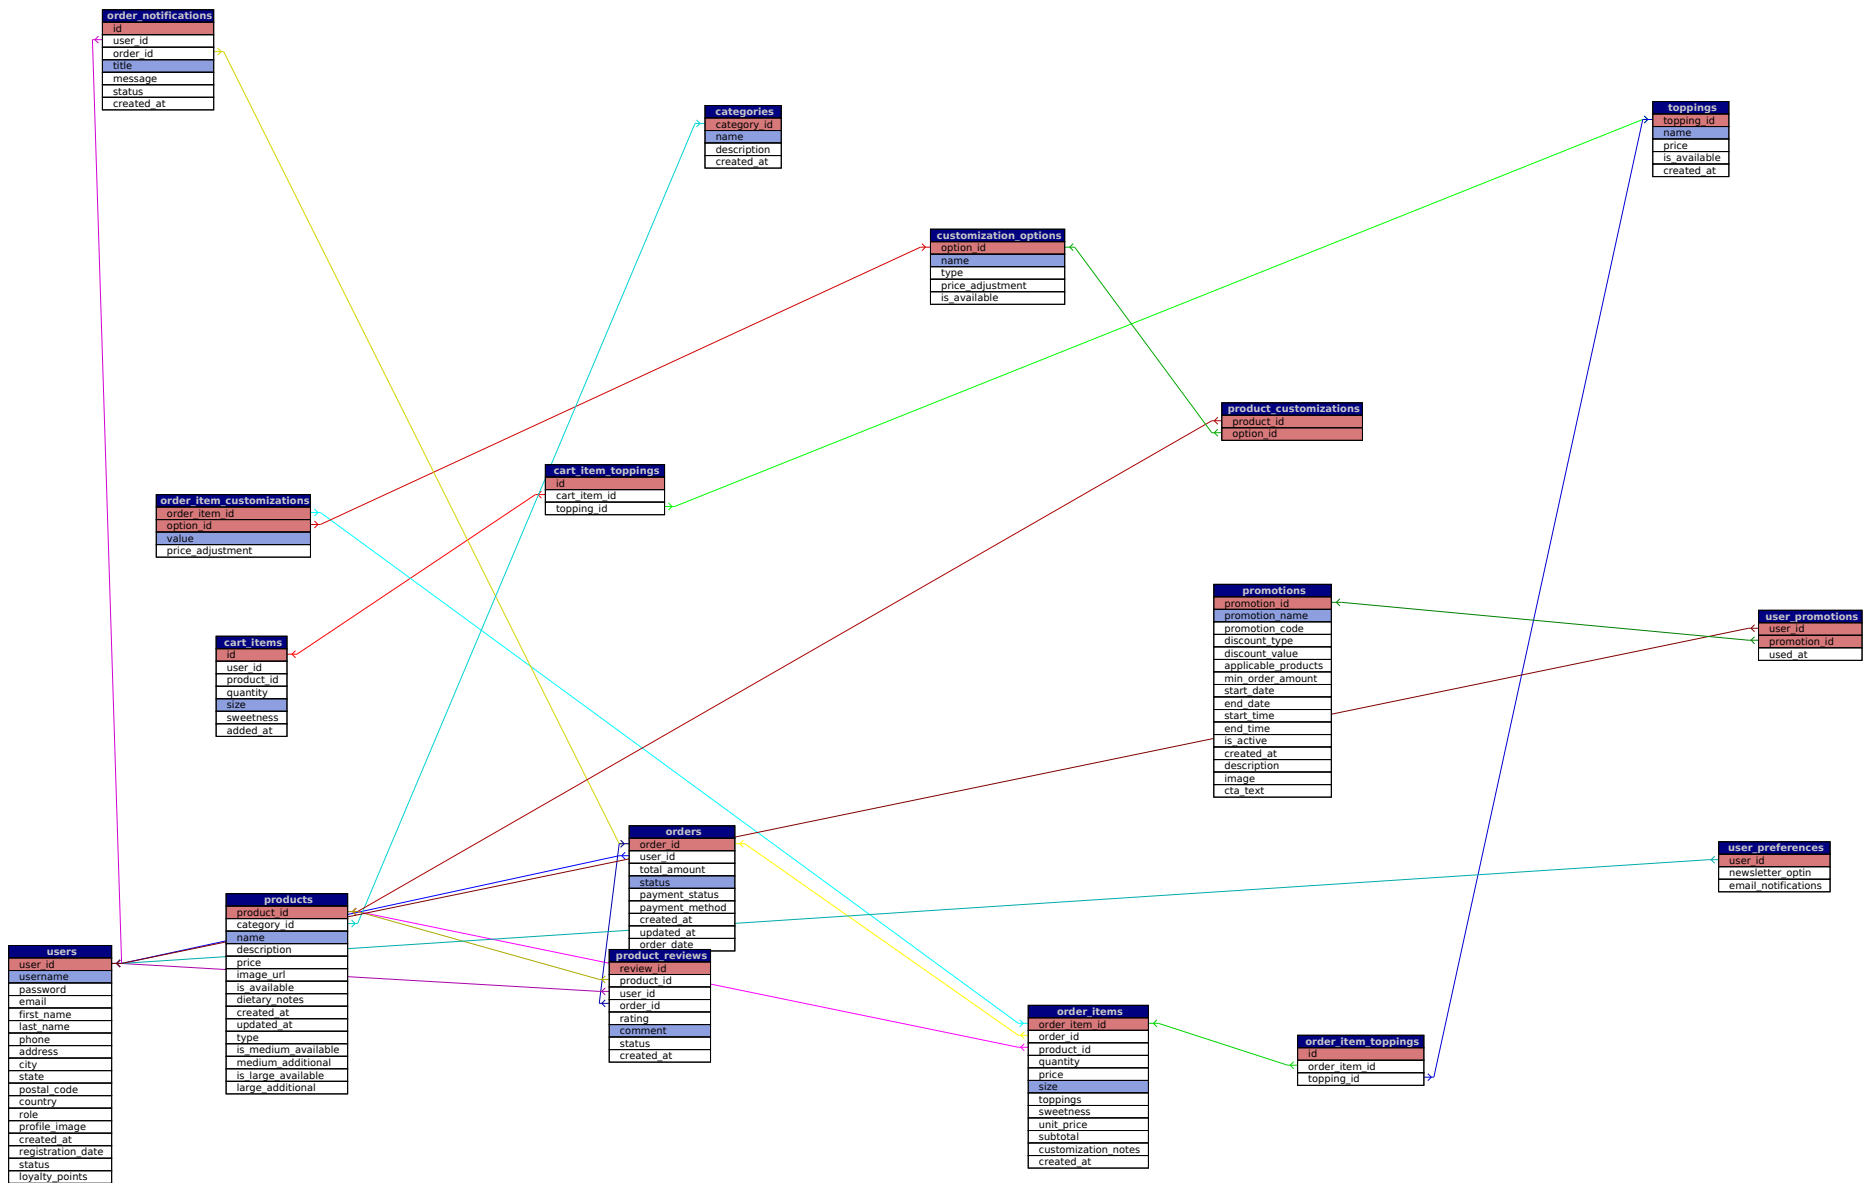 order_notifications
id
user_id
order_id
title
message
status
created_at
categories
category_id
name
description
created_at
toppings
topping_id
name
price
is_available
created_at
customization_options
option_id
name
type
price_adjustment
is_available
product_customizations
product_id
option_id
cart_item_toppings
id
cart_item_id
topping_id
order_item_customizations
order_item_id
option_id
value
price_adjustment
promotions
promotion_id
promotion_name
promotion_code
discount_type
discount_value
applicable_products
min_order_amount
start_date
end_date
start_time
end_time
is_active
created_at
description
image
cta_text
user_promotions
user_id
promotion_id
used_at
cart_items
id
user_id
product_id
quantity
size
sweetness
added_at
orders
order_id
user_id
total_amount
status
payment_status
payment_method
created_at
updated_at
order_date
user_preferences
user_id
newsletter_optin
email_notifications
products
product_id
category_id
name
description
price
image_url
is_available
dietary_notes
created_at
updated_at
type
is_medium_available
medium_additional
is_large_available
large_additional
users
user_id
username
password
email
first_name
last_name
phone
address
city
state
postal_code
country
role
profile_image
created_at
registration_date
status
loyalty_points
product_reviews
review_id
product_id
user_id
order_id
rating
comment
status
created_at
order_items
order_item_id
order_id
product_id
quantity
price
size
toppings
sweetness
unit_price
subtotal
customization_notes
created_at
order_item_toppings
id
order_item_id
topping_id